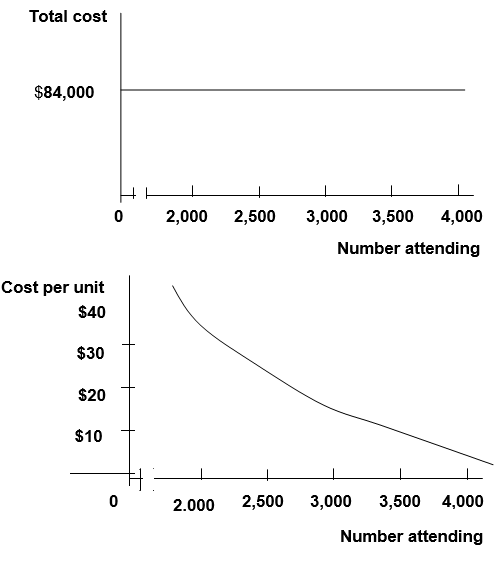 Total cost
$84,000
0 2,000 2,500 3,000 3,500 4,000
Number attending
Cost per unit
$40
$30
$20
$10
0 2.000 2,500 3,000 3,500 4,000
Number attending